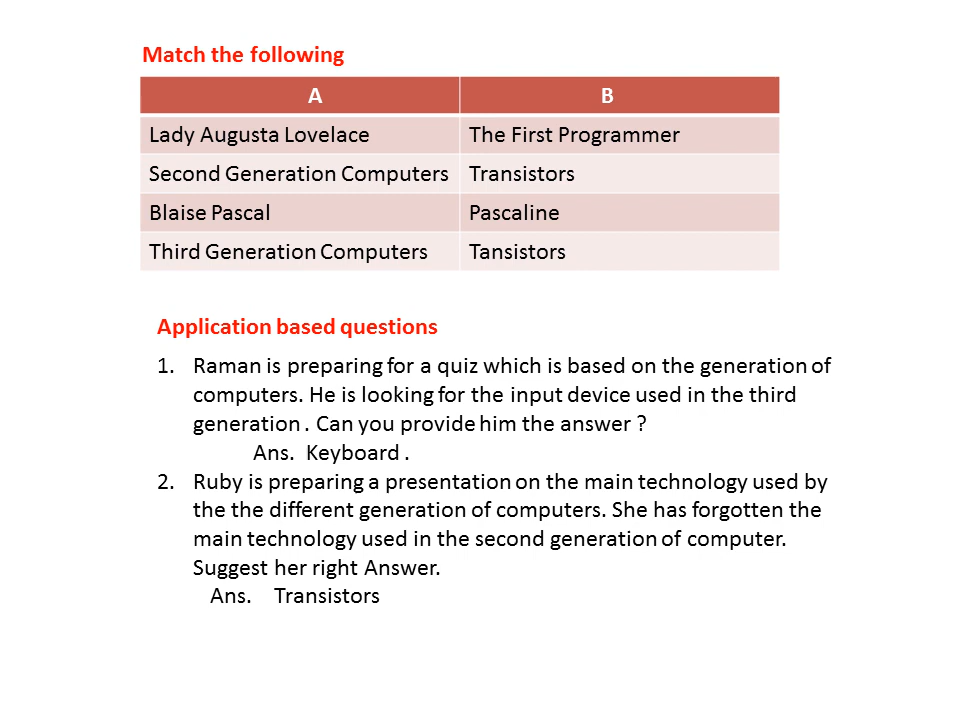 Match the following
A B
Lady Augusta Lovelace The First Programmer
Second Generation Computers Transistors
Blaise Pascal Pascaline
Third Generation Computers Tansistors
Application based questions
1. Raman is preparing for a quiz which is based on the generation of
computers. He is looking for the input device used in the third
generation . Can you provide him the answer ?
Ans. Keyboard .
2. Ruby is preparing a presentation on the main technology used by
the the different generation of computers. She has forgotten the
main technology used in the second generation of computer.
Suggest her right Answer.
Ans. Transistors